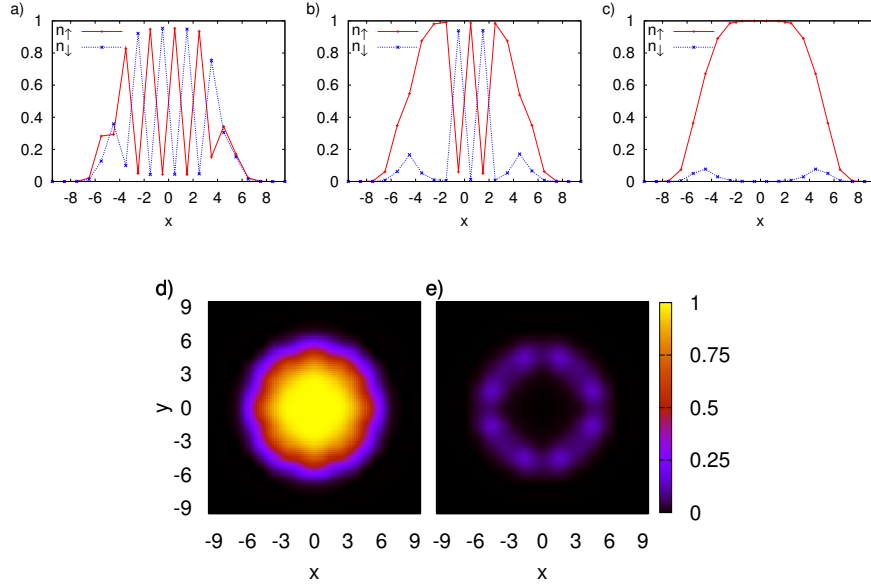 a) b) c)
n↑ n↑ n↑
n↓ n↓ n↓
1 1 1
0.8 0.8 0.8
0.6 0.6 0.6
0.4 0.4 0.4
0.2 0.2 0.2
0 0 0
-8 -6 -4 -2 0 2 4 6 8 -8 -6 -4 -2 0 2 4 6 8 -8 -6 -4 -2 0 2 4 6 8
x x x
d) e)
9 1
6
3 0.75
y 0 0.5
-3
-6 0.25
-9 0
-9 -6 -3 0 3 6 9 -9 -6 -3 0 3 6 9
x x